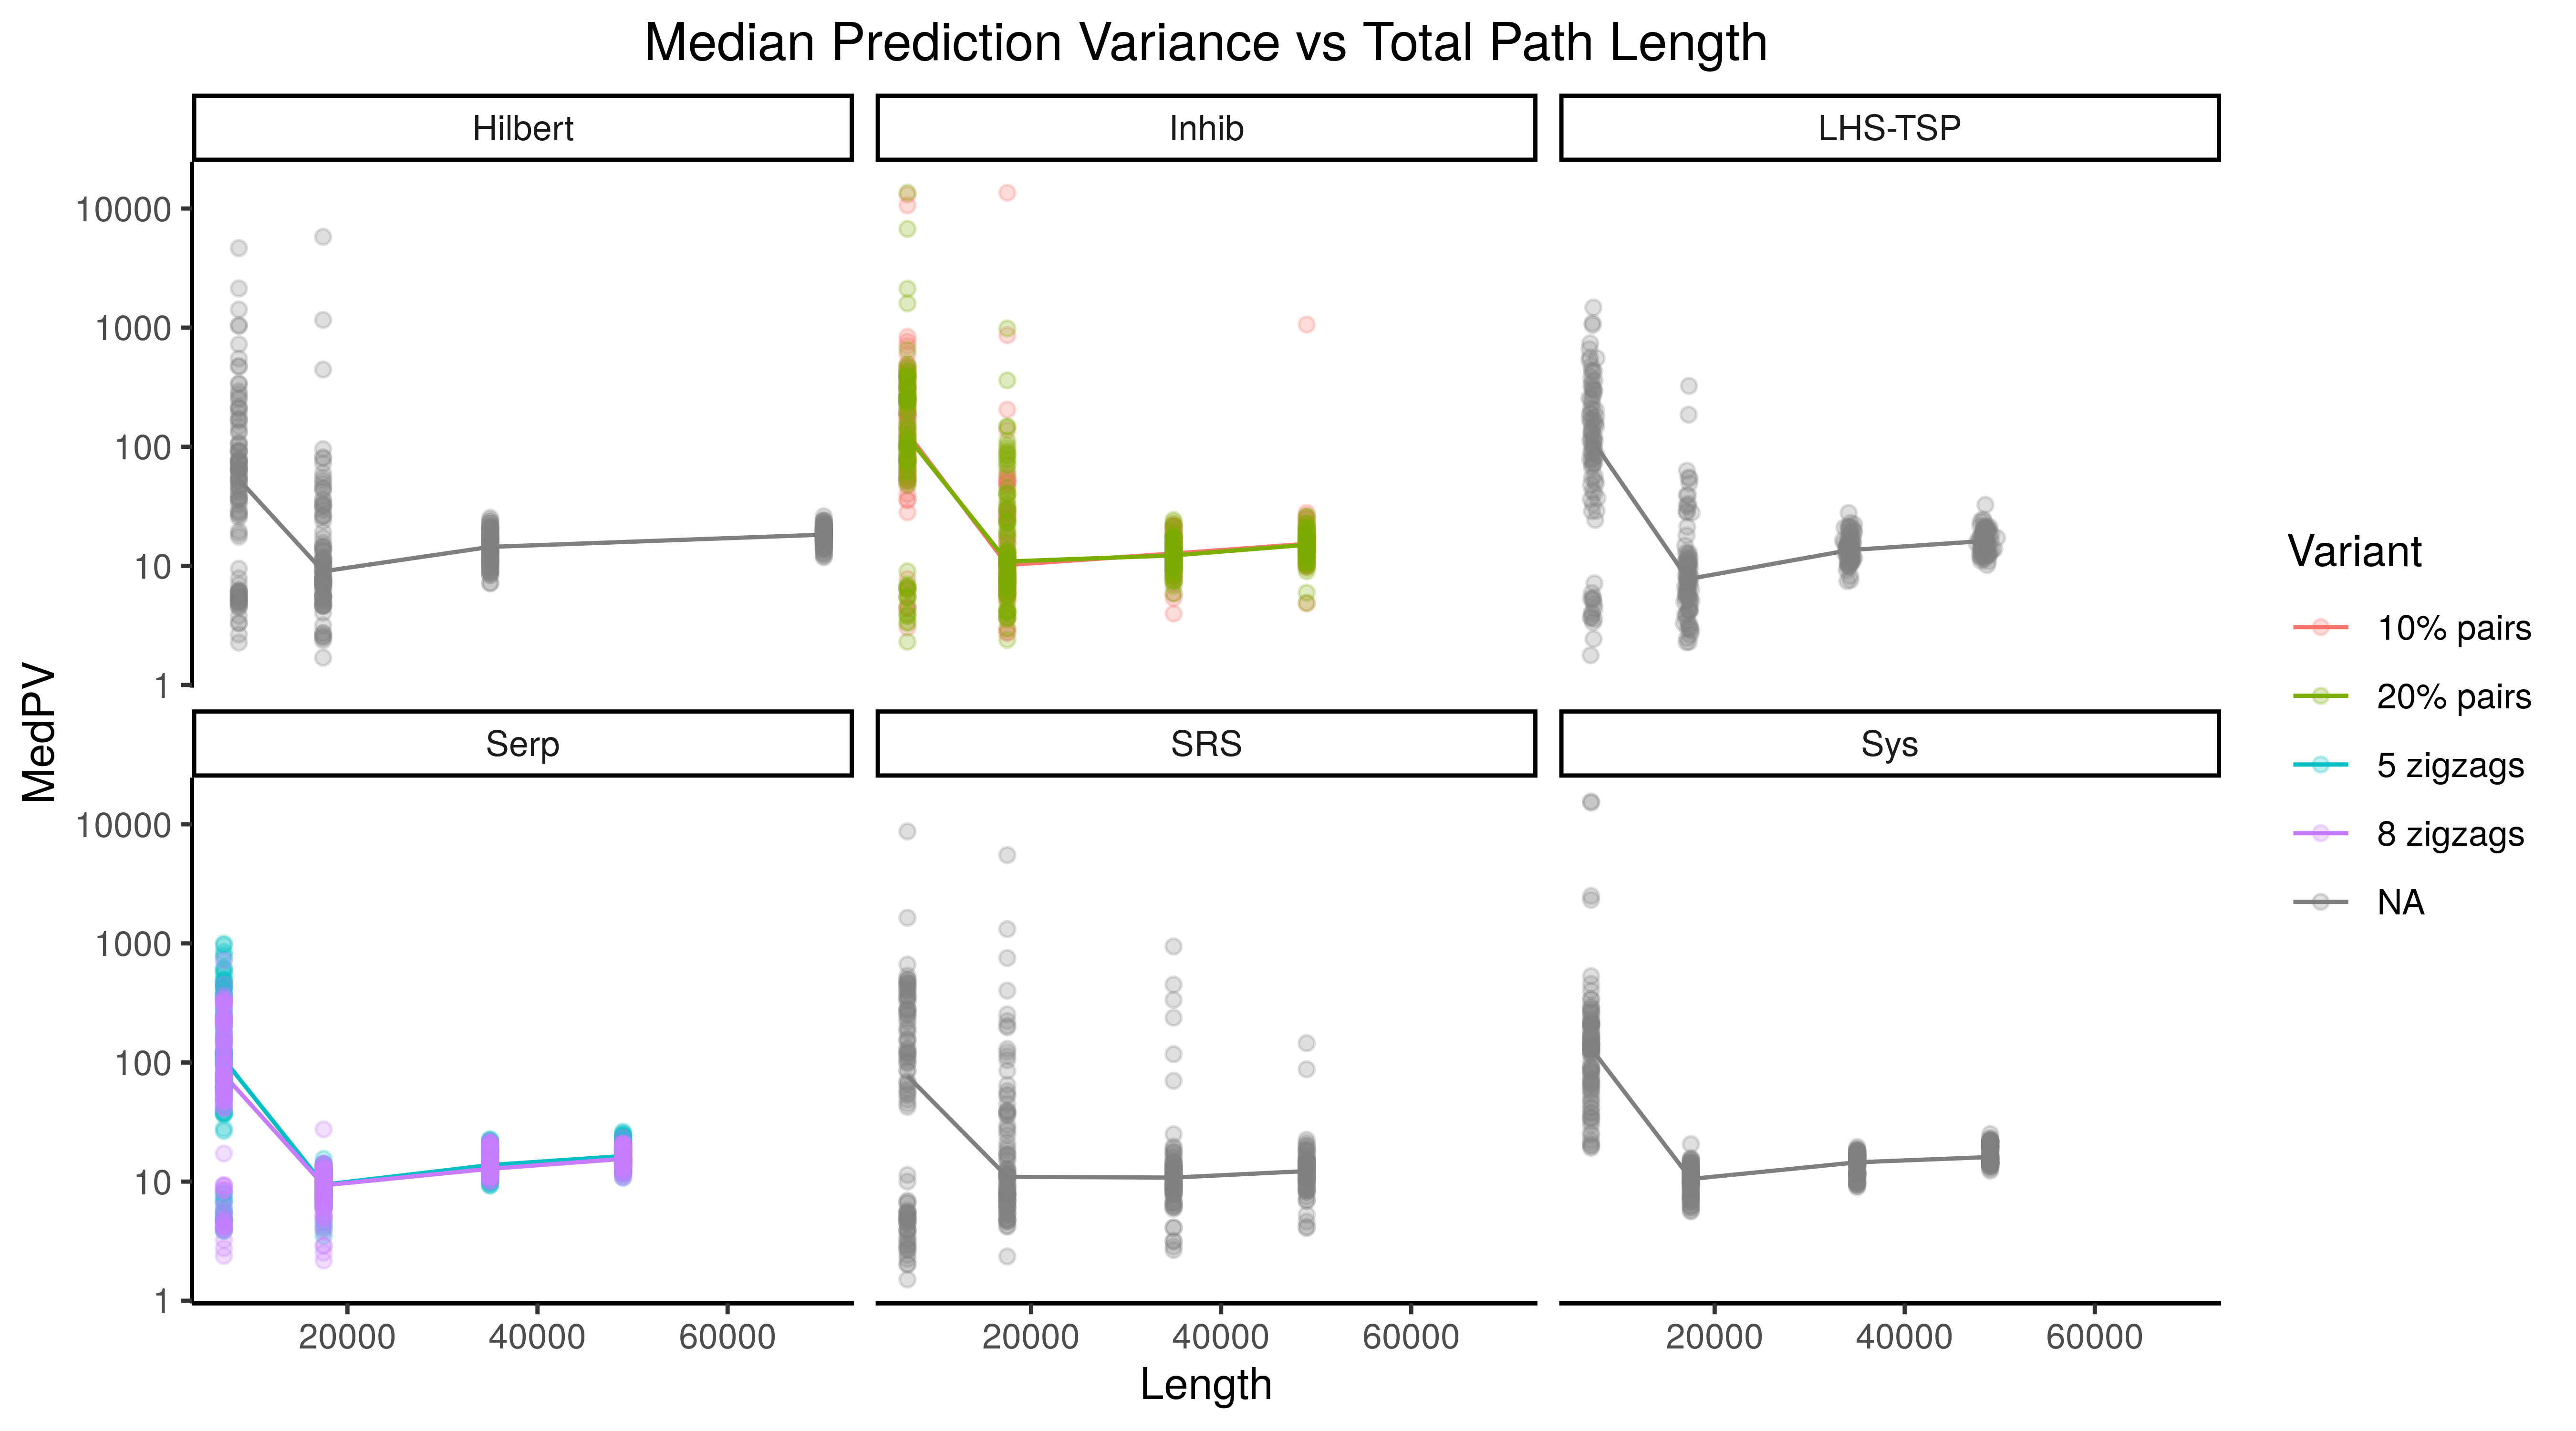 Median Prediction Variance vs Total Path Length
Hilbert
Inhib
LHS-TSP
10000
1000
100
10
1
Serp
SRS
Sys
10000
1000
100
10
1
20000
40000
60000
20000
40000
60000
20000
40000
60000
Length
MedPV
Variant
10% pairs
20% pairs
5 zigzags
8 zigzags
NA